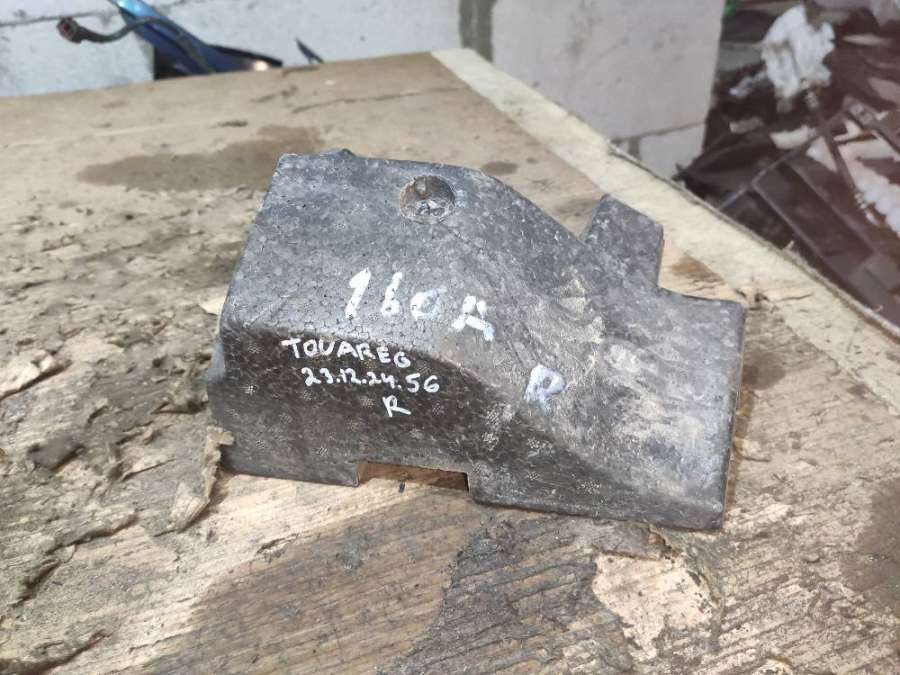 160A
TOUAREG
23.12.24.56
R
R